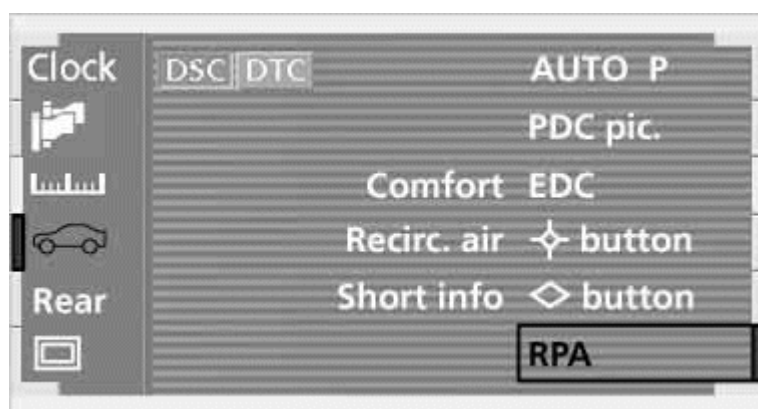 Clock DSC DTC AUTO P
PDC pic.
Comfort EDC
Recirc. air button
Short info button
Rear
RPA